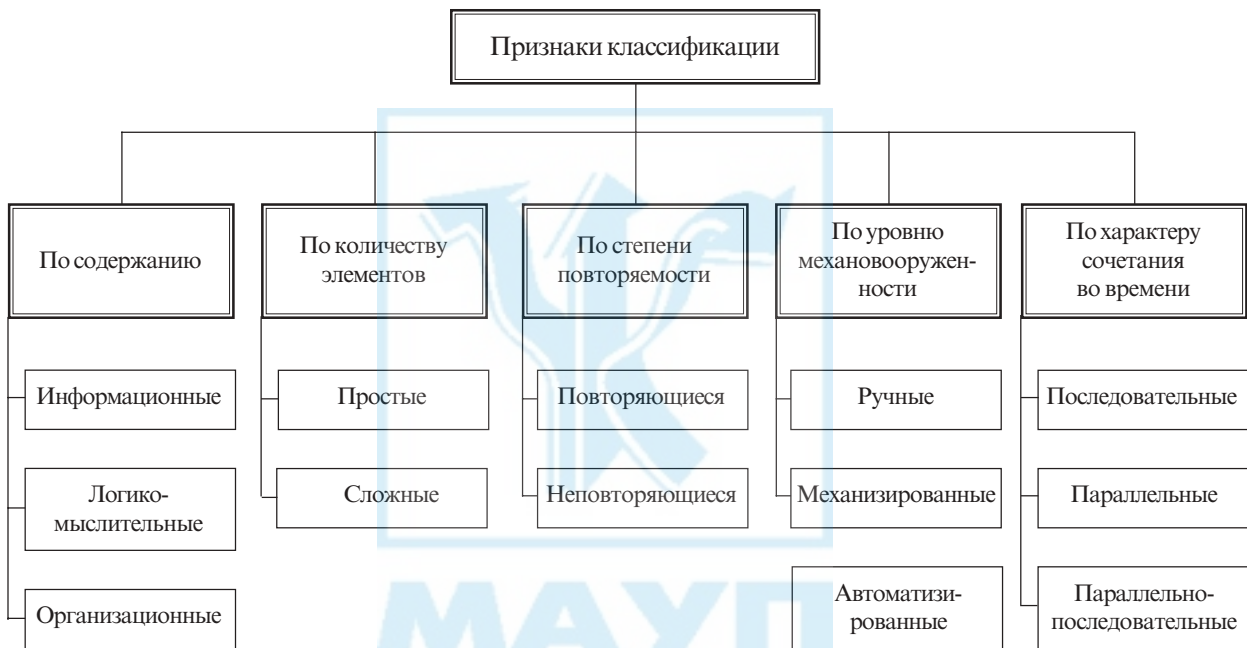 Признаки классификации
По содержанию
По количеству
элементов
По степени
повторяемости
По уровню
механовооружен-
ности
По характеру
сочетания
во времени
Информационные
Простые
Повторяющиеся
Ручные
Последовательные
Логико-
мыслительные
Сложные
Неповторяющиеся
Механизированные
Параллельные
Организационные
Автоматизи-
рованные
Параллельно-
последовательные
МАУП